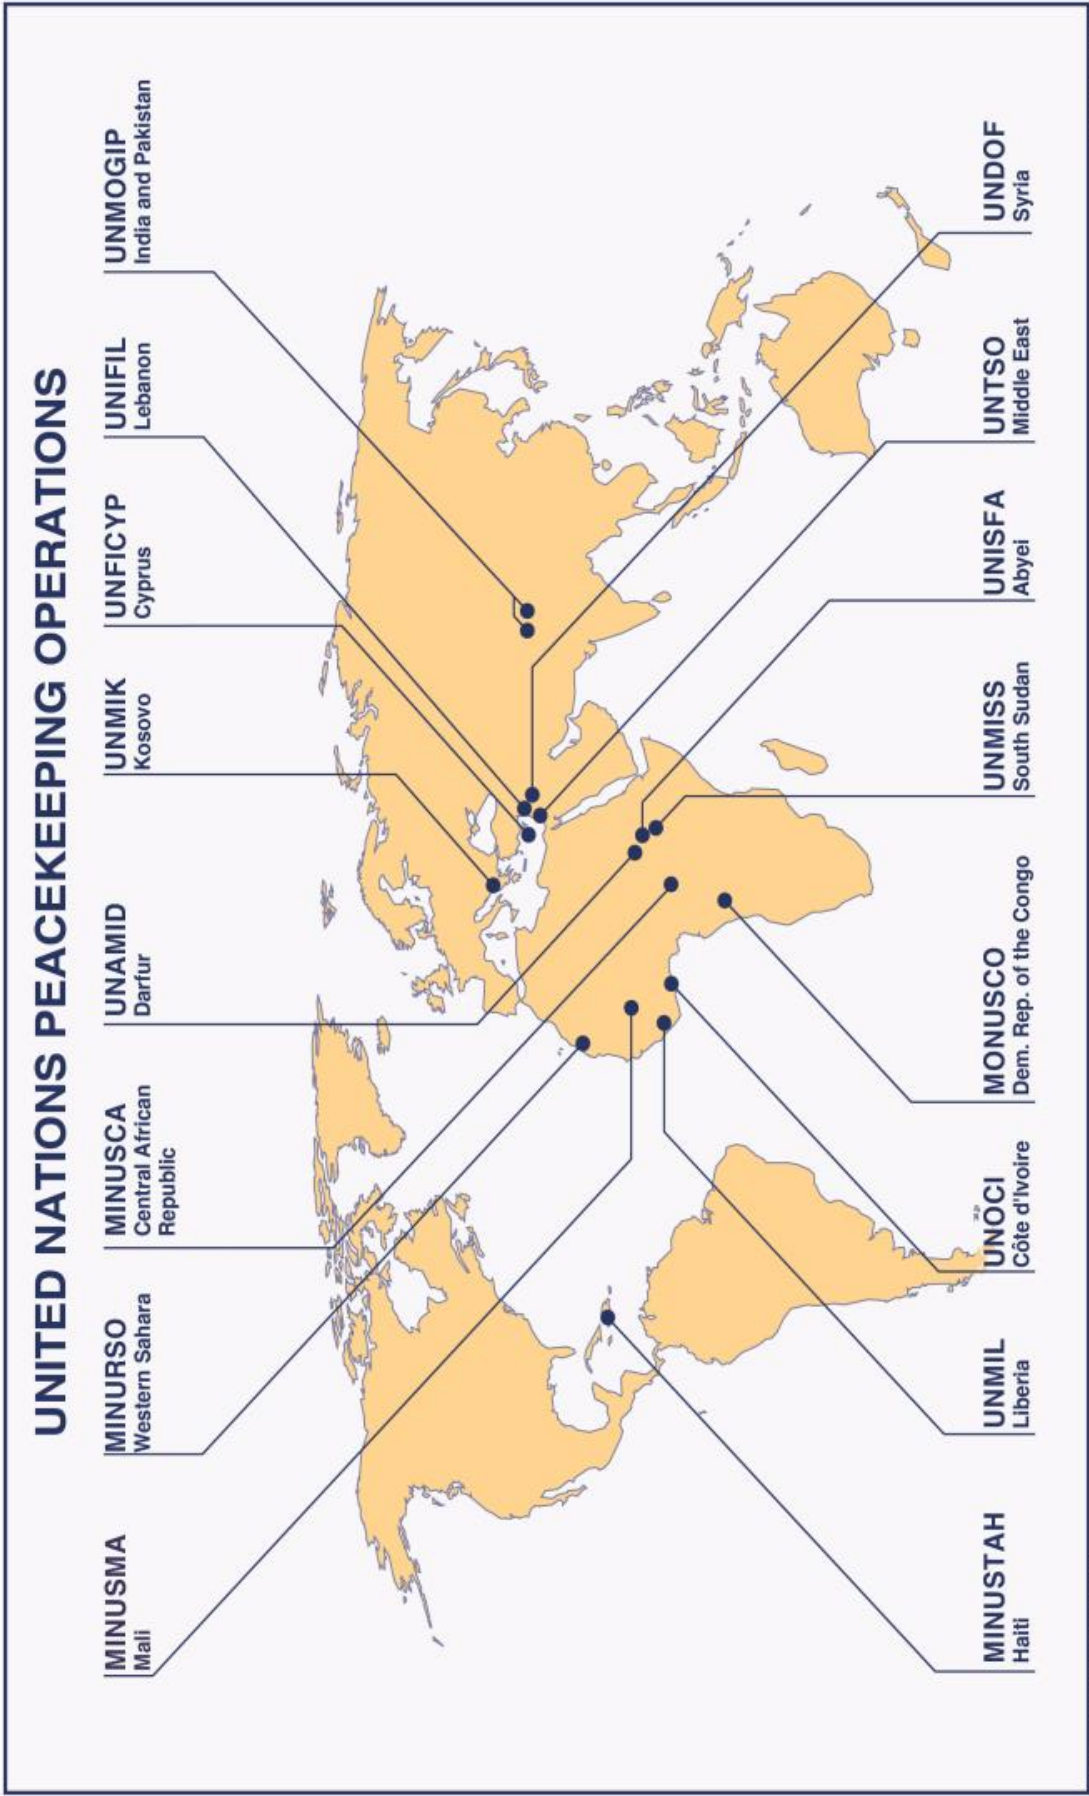 UNITED NATIONS PEACEKEEPING OPERATIONS
MINUSMA
Mali
MINURSO
Western Sahara
MINUSCA
Central African
Republic
UNAMID
Darfur
UNMIK
Kosovo
UNFICYP
Cyprus
UNIFIL
Lebanon
UNMOGIP
India and Pakistan
MINUSTAH
Haiti
UNMIL
Liberia
UNOCI
Côte d'Ivoire
MONUSCO
Dem. Rep. of the Congo
UNMISS
South Sudan
UNISFA
Abyei
UNTSO
Middle East
UNDOF
Syria